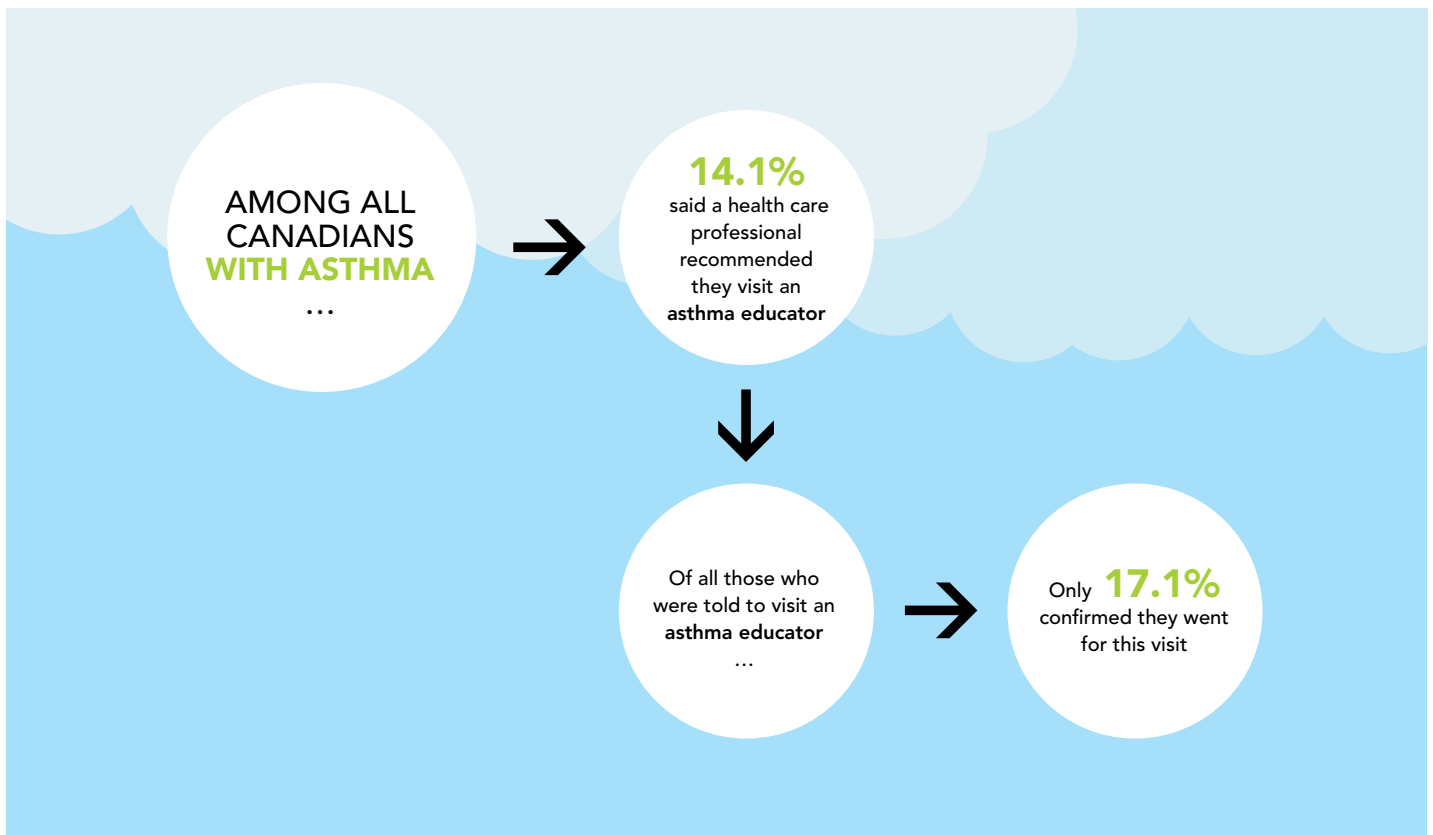 AMONG ALL
CANADIANS
WITH ASTHMA
...
14.1%
said a health care
professional
recommended
they visit an
asthma educator
Of all those who
were told to visit an
asthma educator
...
Only 17.1%
confirmed they went
for this visit